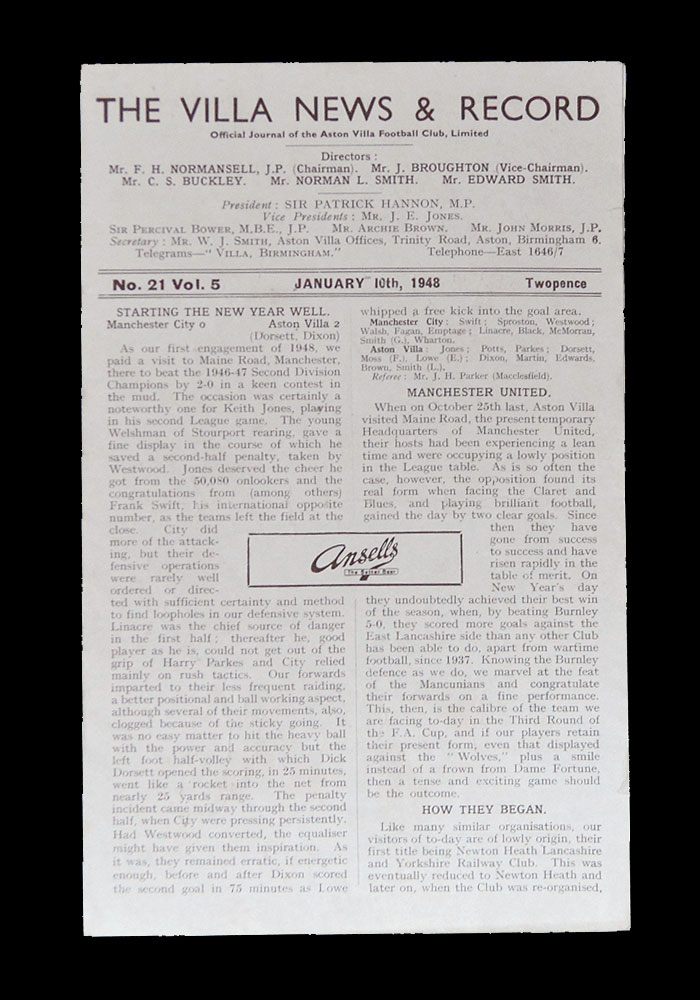 THE VILLA NEWS & RECORD
Official Journal of the Aston Villa Football Club, Limited
Directors :
Mr. F. H. NORMANSELL, J.P. (Chairman). Mr. J. BROUGHTON (Vice-Chairman).
Mr. C. S. BUCKLEY. Mr. NORMAN L. SMITH. Mr. EDWARD SMITH.
President : SIR PATRICK HANNON, M.P.
Vice Presidents : MR. J. E. JONES.
SIR PERCIVAL BOWER, M.B.E., J.P. MR. ARCHIE BROWN. MR. JOHN MORRIS, J.P.
Secretary : MR. W. J. SMITH, Aston Villa Offices, Trinity Road, Aston, Birmingham 6.
Telegrams—" VILLA, BIRMINGHAM." Telephone—East 1646/7
No. 21 Vol. 5 JANUARY 10th, 1948 Twopence
STARTING THE NEW YEAR WELL.
Manchester City 0 Aston Villa 2
(Dorsett, Dixon)
As our first engagement of 1948, we
paid a visit to Maine Road, Manchester,
there to beat the 1946-47 Second Division
Champions by 2-0 in a keen contest in
the mud. The occasion was certainly a
noteworthy one for Keith Jones, playing
in his second League game. The young
Welshman of Stourport rearing, gave a
fine display in the course of which he
saved a second-half penalty, taken by
Westwood. Jones deserved the cheer he
got from the 50,080 onlookers and the
congratulations from (among others)
Frank Swift, his international opposite
number, as the teams left the field at the
close. City did
more of the attack-
ing, but their de-
fensive operations
were rarely well
ordered or direc-
ted with sufficient certainty and method
to find loopholes in our defensive system.
Linacre was the chief source of danger
in the first half ; thereafter he, good
player as he is, could not get out of the
grip of Harry Parkes and City relied
mainly on rush tactics. Our forwards
imparted to their less frequent raiding,
a better positional and ball working aspect,
although several of their movements, also,
clogged because of the sticky going. It
was no easy matter to hit the heavy ball
with the power and accuracy but the
left foot half-volley with which Dick
Dorsett opened the scoring, in 25 minutes,
went like a rocket into the net from
nearly 25 yards range. The penalty
incident came midway through the second
half, when City were pressing persistently.
Had Westwood converted, the equaliser
might have given them inspiration. As
it was, they remained erratic, if energetic
enough, before and after Dixon scored
the second goal in 75 minutes as Lowe
whipped a free kick into the goal area.
Manchester City : Swift ; Sproston, Westwood ;
Walsh, Fagan, Emptage ; Linacre, Black, McMorran,
Smith (G.), Wharton.
Aston Villa : Jones ; Potts, Parkes ; Dorsett,
Moss (F.), Lowe (E.) ; Dixon, Martin, Edwards,
Brown, Smith (L.).
Referee : Mr. J. H. Parker (Macclesfield).
MANCHESTER UNITED.
When on October 25th last, Aston Villa
visited Maine Road, the present temporary
Headquarters of Manchester United,
their hosts had been experiencing a lean
time and were occupying a lowly position
in the League table. As is so often the
case, however, the opposition found its
real form when facing the Claret and
Blues, and playing brilliant football,
gained the day by two clear goals. Since
then they have
gone from success
to success and have
risen rapidly in the
table of merit. On
New Year's day
they undoubtedly achieved their best win
of the season, when, by beating Burnley
5-0, they scored more goals against the
East Lancashire side than any other Club
has been able to do, apart from wartime
football, since 1937. Knowing the Burnley
defence as we do, we marvel at the feat
of the Mancunians and congratulate
their forwards on a fine performance.
This, then, is the calibre of the team we
are facing to-day in the Third Round of
the F.A. Cup, and if our players retain
their present form, even that displayed
against the " Wolves," plus a smile
instead of a frown from Dame Fortune,
then a tense and exciting game should
be the outcome.
HOW THEY BEGAN.
Like many similar organisations, our
visitors of to-day are of lowly origin, their
first title being Newton Heath Lancashire
and Yorkshire Railway Club. This was
eventually reduced to Newton Heath and
later on, when the Club was re-organised,
Ansells
The Better Beer